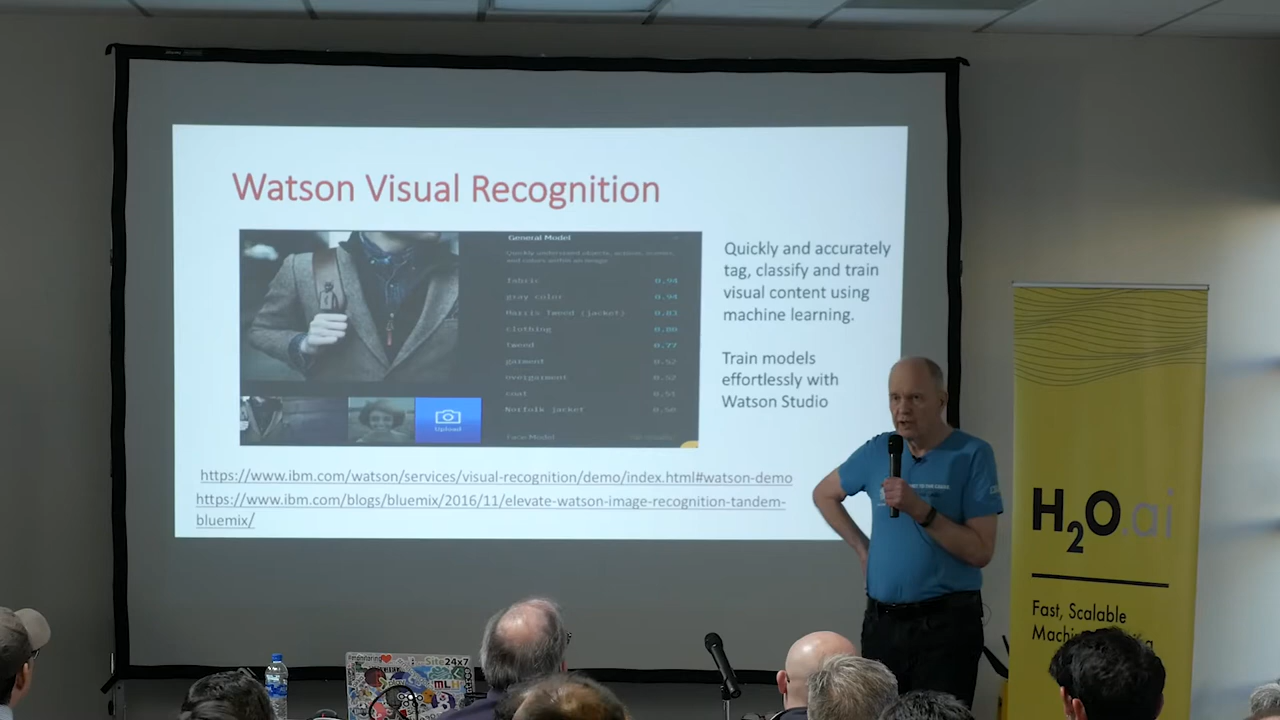 Watson Visual Recognition
General Model
fabric 0.94
gray color 0.94
Harris Tweed (jacket) 0.83
clothing 0.80
tweed 0.77
garment 0.52
overgarment 0.52
coat 0.51
Norfolk jacket 0.50
Upload
Quickly and accurately
tag, classify and train
visual content using
machine learning.
Train models
effortlessly with
Watson Studio
https://www.ibm.com/watson/services/visual-recognition/demo/index.html#watson-demo
https://www.ibm.com/blogs/bluemix/2016/11/elevate-watson-image-recognition-tandem-
bluemix/
H2O.ai
Fast, Scalable
Site24x7